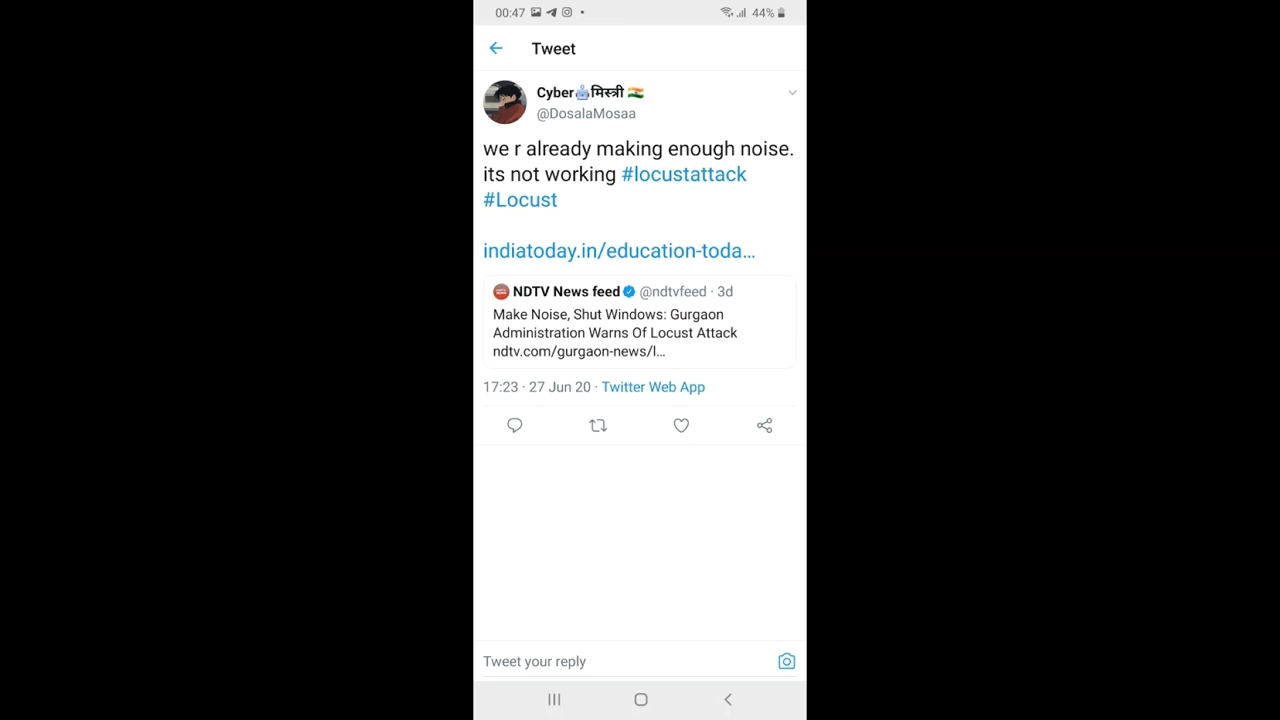 00:47 44%
Tweet
Cyber🤖मिस्त्री 🇮🇳
@DosalaMosaa
we r already making enough noise.
its not working #locustattack
#Locust
indiatoday.in/education-toda…
NDTV News feed @ndtvfeed · 3d
Make Noise, Shut Windows: Gurgaon
Administration Warns Of Locust Attack
ndtv.com/gurgaon-news/l…
17:23 · 27 Jun 20 · Twitter Web App
Tweet your reply